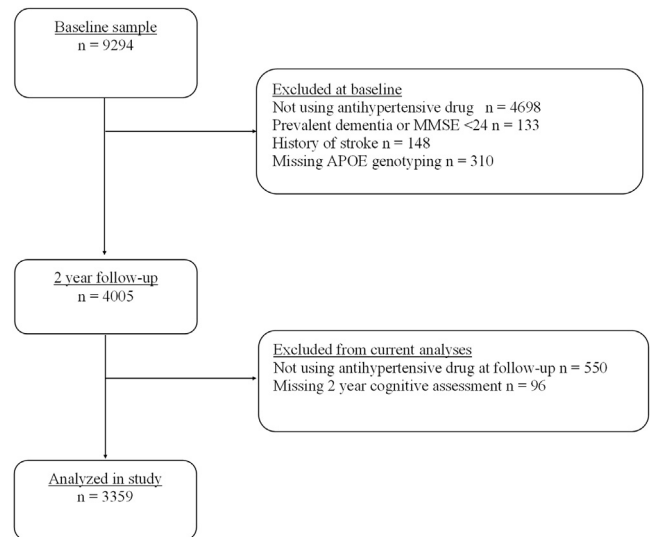 Baseline sample
n = 9294
Excluded at baseline
Not using antihypertensive drug n = 4698
Prevalent dementia or MMSE <24 n = 133
History of stroke n = 148
Missing APOE genotyping n = 310
2 year follow-up
n = 4005
Excluded from current analyses
Not using antihypertensive drug at follow-up n = 550
Missing 2 year cognitive assessment n = 96
Analyzed in study
n = 3359